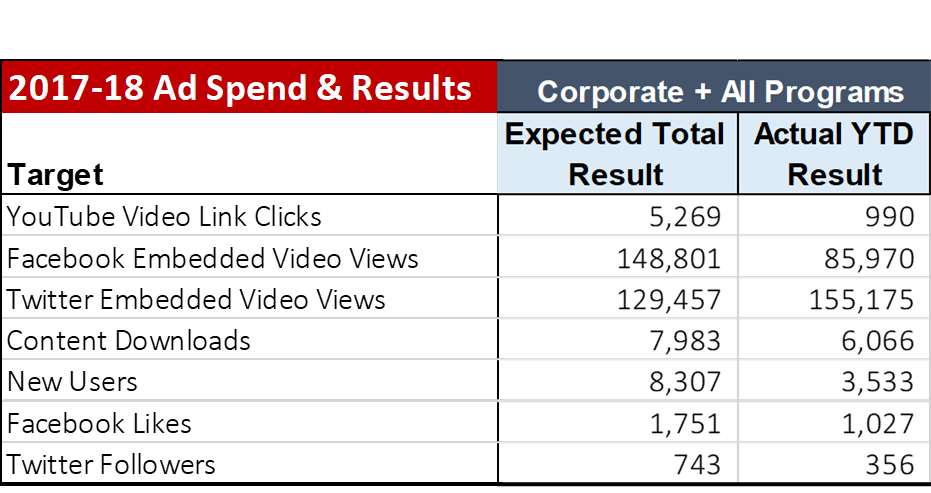 2017-18 Ad Spend & Results Corporate + All Programs
Target Expected Total Result Actual YTD Result
YouTube Video Link Clicks 5,269 990
Facebook Embedded Video Views 148,801 85,970
Twitter Embedded Video Views 129,457 155,175
Content Downloads 7,983 6,066
New Users 8,307 3,533
Facebook Likes 1,751 1,027
Twitter Followers 743 356